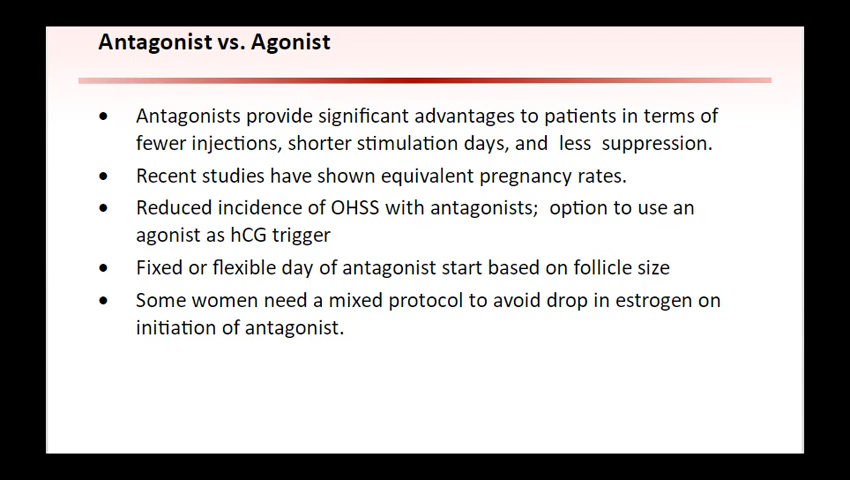 Antagonist vs. Agonist
• Antagonists provide significant advantages to patients in terms of
fewer injections, shorter stimulation days, and less suppression.
• Recent studies have shown equivalent pregnancy rates.
• Reduced incidence of OHSS with antagonists; option to use an
agonist as hCG trigger
• Fixed or flexible day of antagonist start based on follicle size
• Some women need a mixed protocol to avoid drop in estrogen on
initiation of antagonist.